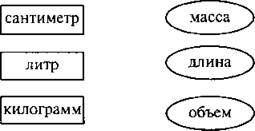 сантиметр масса
литр длина
килограмм объем